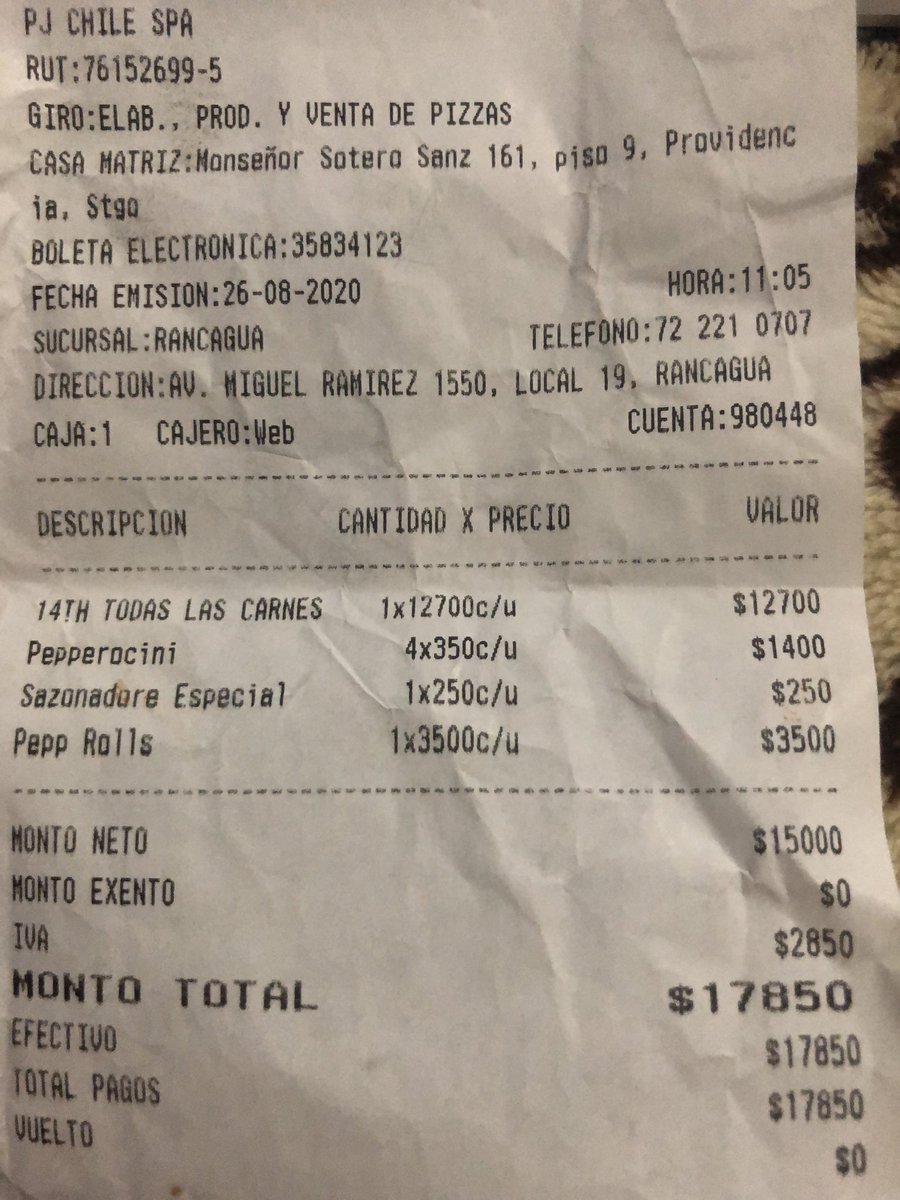 PJ CHILE SPA
RUT:76152699-5
GIRO:ELAB., PROD. Y VENTA DE PIZZAS
CASA MATRIZ:Monseñor Sotero Sanz 161, piso 9, Providenc
ia, Stgo
BOLETA ELECTRONICA:35834123
FECHA EMISION:26-08-2020 HORA:11:05
SUCURSAL:RANCAGUA TELEFONO:72 221 0707
DIRECCION:AV. MIGUEL RAMIREZ 1550, LOCAL 19, RANCAGUA
CAJA:1 CAJERO:Web CUENTA:980448
DESCRIPCION CANTIDAD X PRECIO VALOR
14TH TODAS LAS CARNES 1x12700c/u $12700
Pepperocini 4x350c/u $1400
Sazonadore Especial 1x250c/u $250
Pepp Rolls 1x3500c/u $3500
MONTO NETO $15000
MONTO EXENTO $0
IVA $2850
MONTO TOTAL $17850
EFECTIVO $17850
TOTAL PAGOS $17850
VUELTO $0